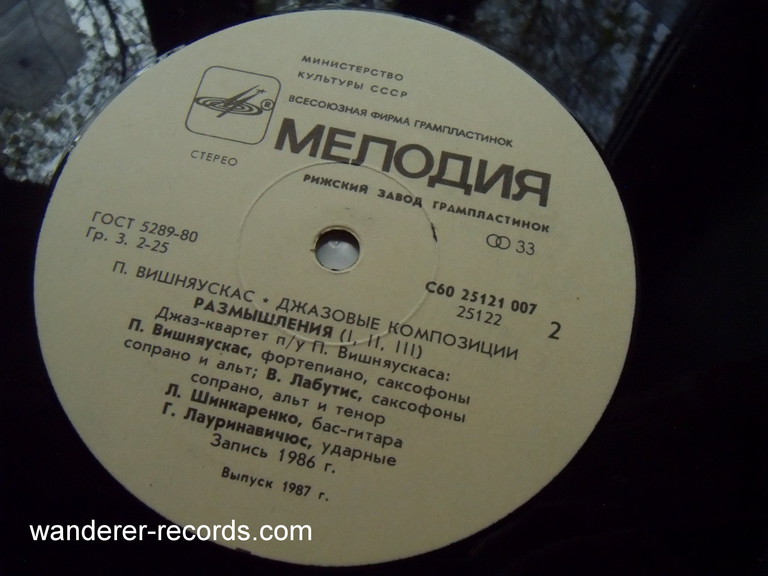 МИНИСТЕРСТВО
КУЛЬТУРЫ СССР
ВСЕСОЮЗНАЯ ФИРМА ГРАМПЛАСТИНОК
®
МЕЛОДИЯ
СТЕРЕО
РИЖСКИЙ ЗАВОД ГРАМПЛАСТИНОК
33
ГОСТ 5289-80
Гр. 3. 2-25
С60 25121 007
25122
2
П. ВИШНЯУСКАС • ДЖАЗОВЫЕ КОМПОЗИЦИИ
РАЗМЫШЛЕНИЯ (I, II, III)
Джаз-квартет п/у П. Вишняускаса:
П. Вишняускас, фортепиано, саксофоны
сопрано и альт; В. Лабутис, саксофоны
сопрано, альт и тенор
Л. Шинкаренко, бас-гитара
Г. Лауринавичюс, ударные
Запись 1986 г.
Выпуск 1987 г.
wanderer-records.com